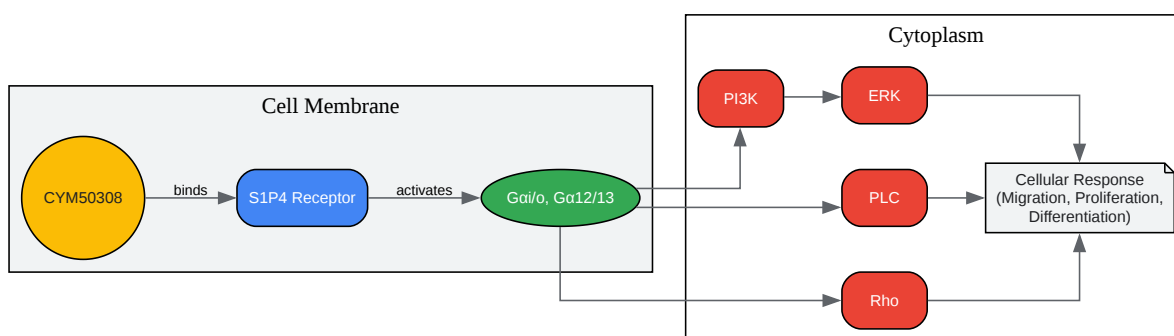 Cytoplasm
Cell Membrane
PI3K
ERK
CYM50308
binds
S1P4 Receptor
activates
Gαi/o, Gα12/13
PLC
Cellular Response
(Migration, Proliferation,
Differentiation)
Rho